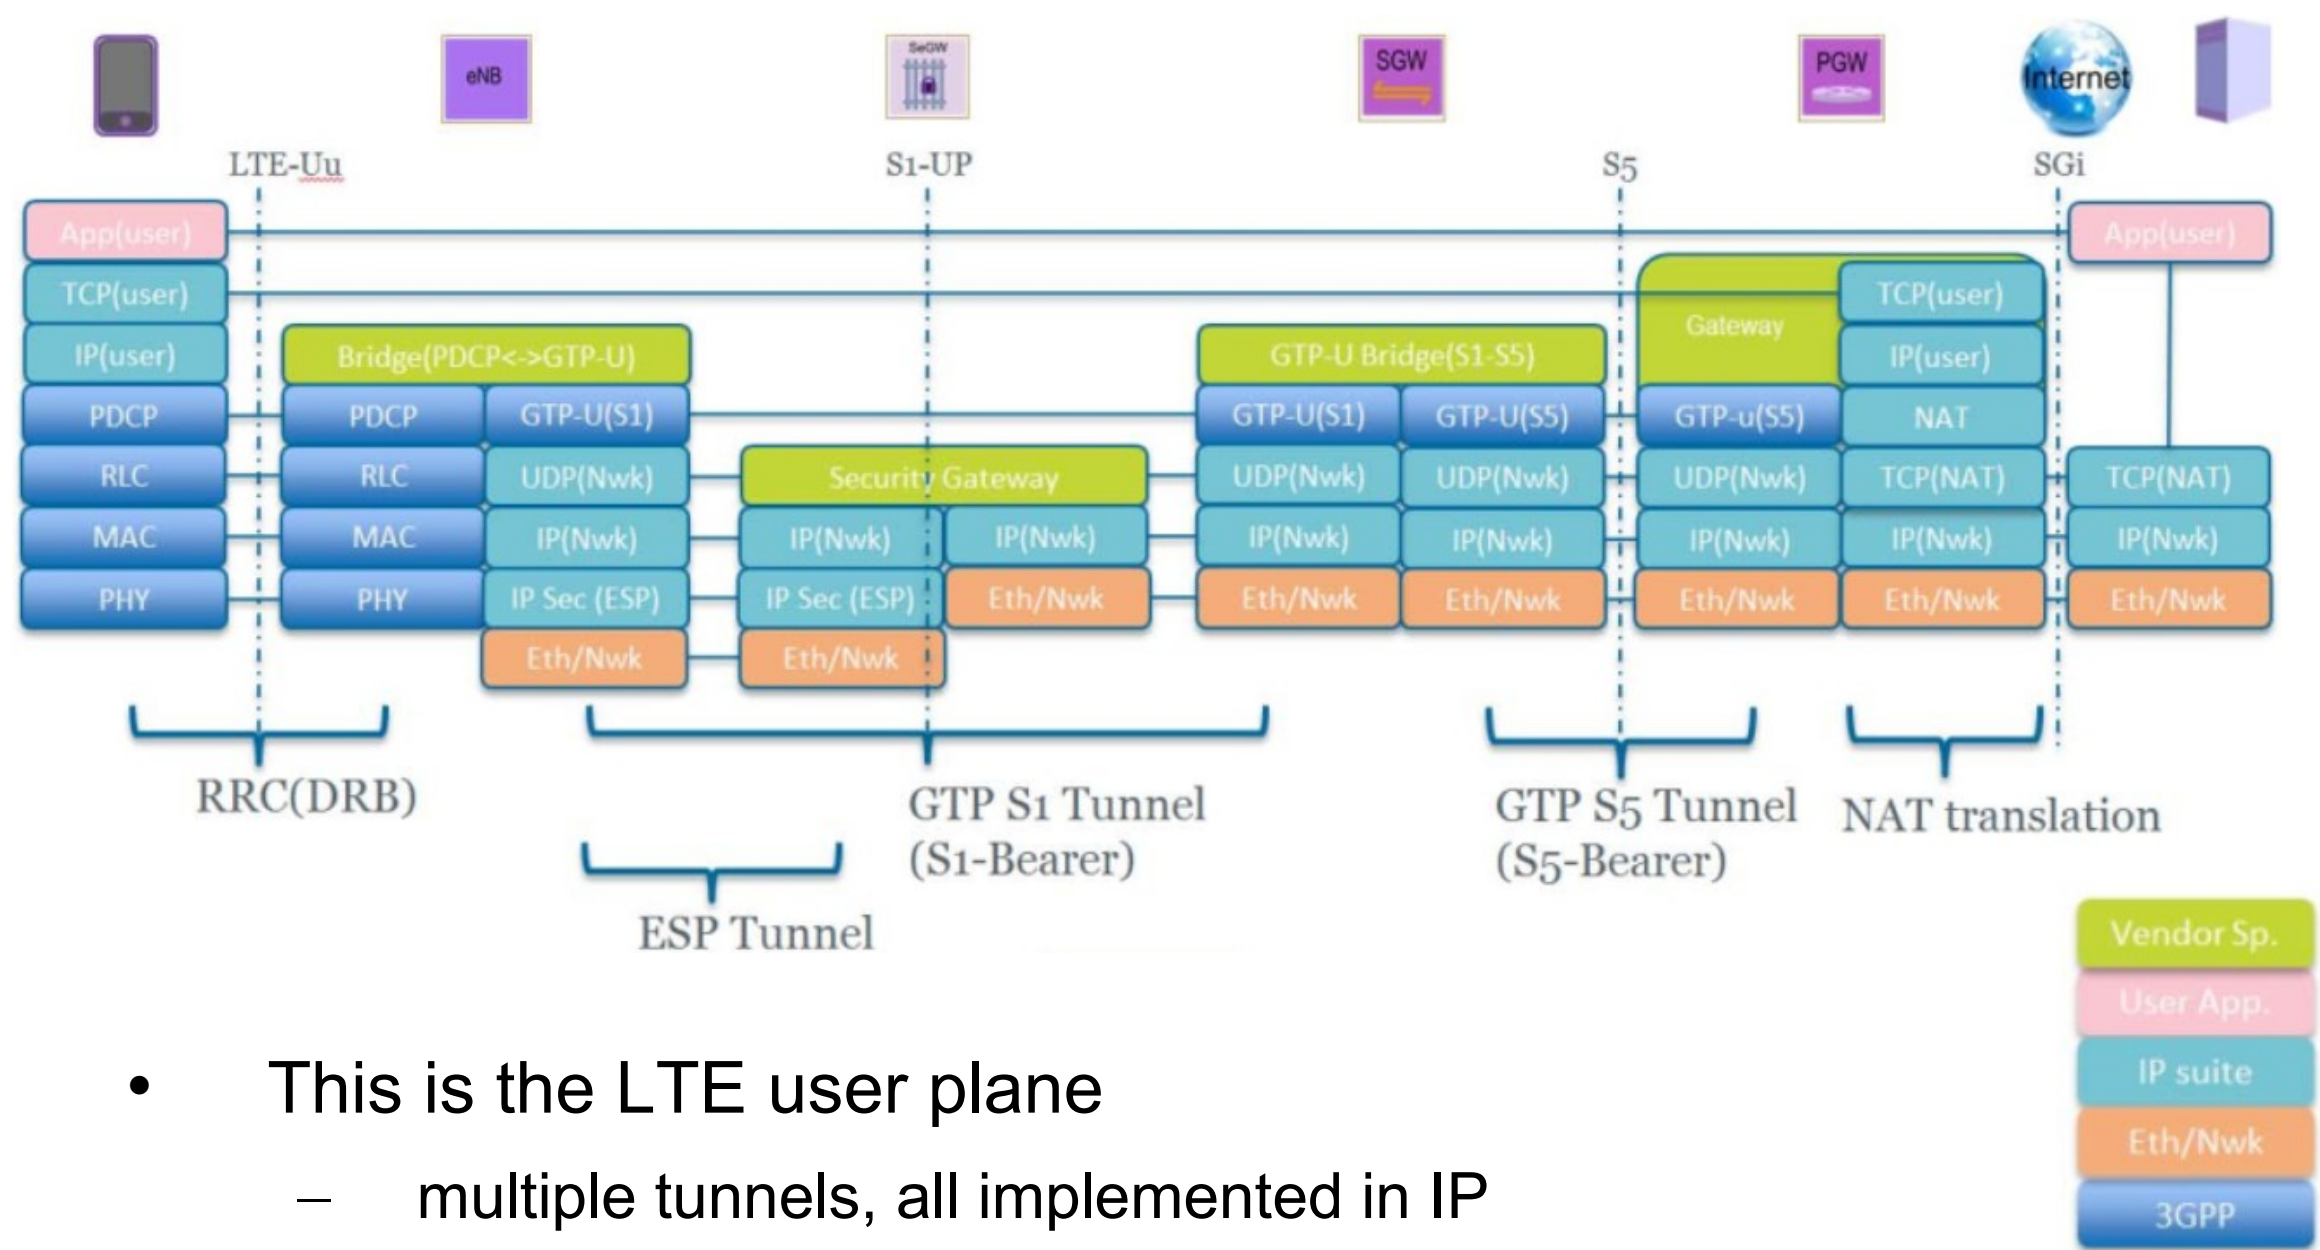 eNB
SeGW
SGW
PGW
Internet
LTE-Uu
S1-UP
S5
SGi
App(user)
App(user)
TCP(user)
TCP(user)
IP(user)
Bridge(PDCP<->GTP-U)
GTP-U Bridge(S1-S5)
Gateway
IP(user)
PDCP
PDCP
GTP-U(S1)
GTP-U(S1)
GTP-U(S5)
GTP-u(S5)
NAT
RLC
RLC
UDP(Nwk)
Security Gateway
UDP(Nwk)
UDP(Nwk)
UDP(Nwk)
TCP(NAT)
TCP(NAT)
MAC
MAC
IP(Nwk)
IP(Nwk)
IP(Nwk)
IP(Nwk)
IP(Nwk)
IP(Nwk)
IP(Nwk)
IP(Nwk)
PHY
PHY
IP Sec (ESP)
IP Sec (ESP)
Eth/Nwk
Eth/Nwk
Eth/Nwk
Eth/Nwk
Eth/Nwk
Eth/Nwk
Eth/Nwk
Eth/Nwk
RRC(DRB)
GTP S1 Tunnel
(S1-Bearer)
GTP S5 Tunnel
(S5-Bearer)
NAT translation
ESP Tunnel
Vendor Sp.
User App.
IP suite
Eth/Nwk
3GPP
• This is the LTE user plane
– multiple tunnels, all implemented in IP